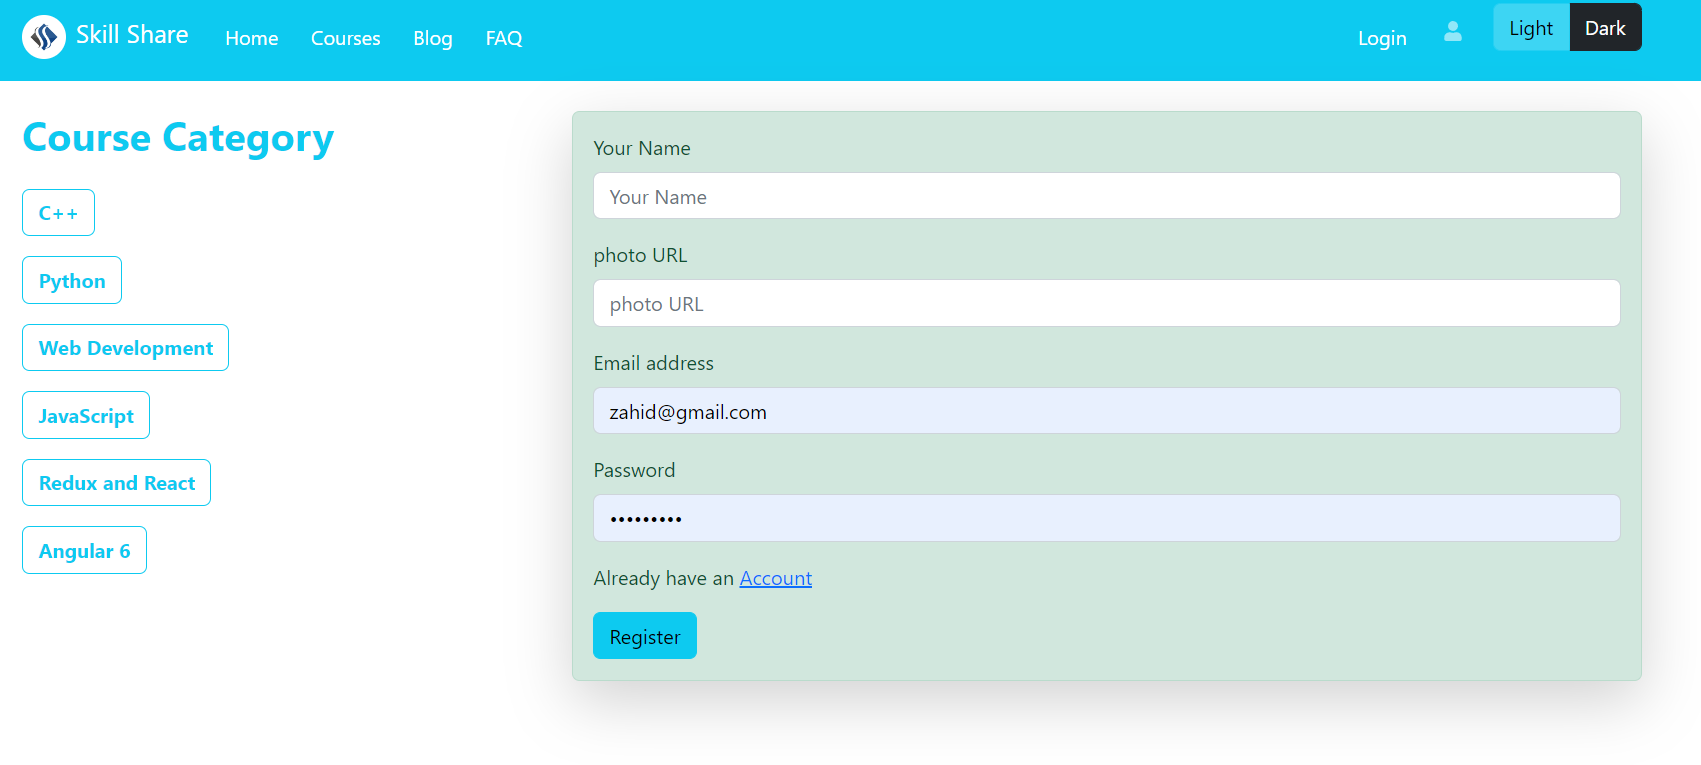 Skill Share Home Courses Blog FAQ Login Light Dark
Course Category
C++
Python
Web Development
JavaScript
Redux and React
Angular 6
Your Name
Your Name
photo URL
photo URL
Email address
zahid@gmail.com
Password
•••••••••
Already have an Account
Register